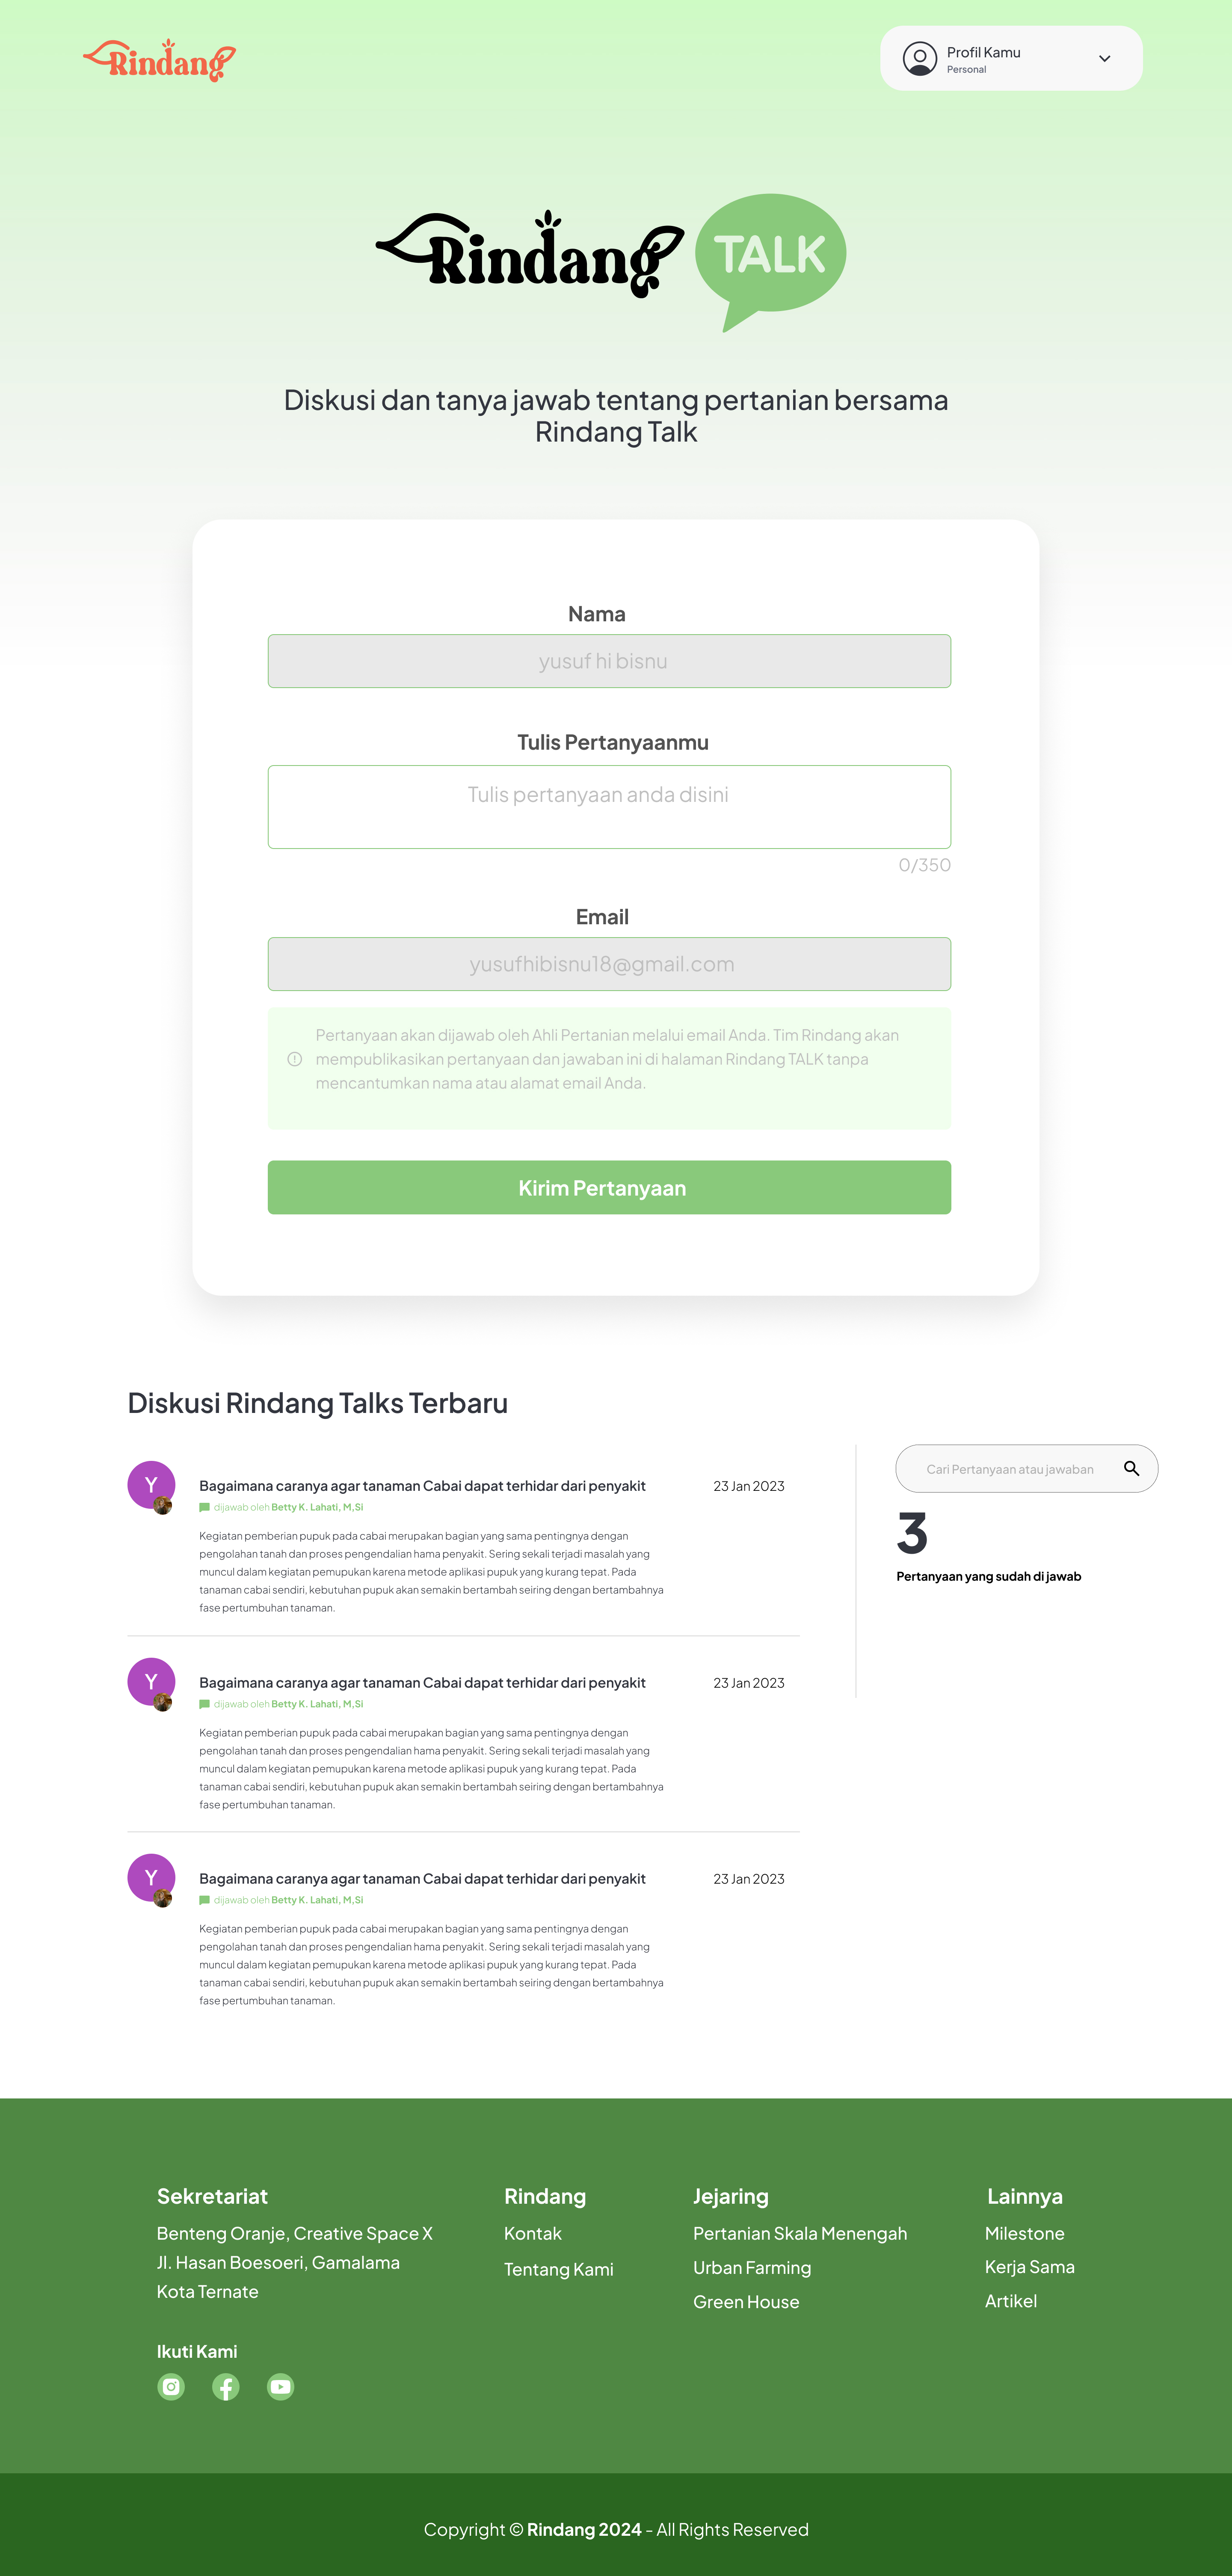 Rindang
Profil Kamu
Personal
Rindang TALK
Diskusi dan tanya jawab tentang pertanian bersama
Rindang Talk
Nama
yusuf hi bisnu
Tulis Pertanyaanmu
Tulis pertanyaan anda disini
0/350
Email
yusufhibisnu18@gmail.com
Pertanyaan akan dijawab oleh Ahli Pertanian melalui email Anda. Tim Rindang akan
mempublikasikan pertanyaan dan jawaban ini di halaman Rindang TALK tanpa
mencantumkan nama atau alamat email Anda.
Kirim Pertanyaan
Diskusi Rindang Talks Terbaru
Y
Bagaimana caranya agar tanaman Cabai dapat terhidar dari penyakit
23 Jan 2023
dijawab oleh Betty K. Lahati, M,Si
Kegiatan pemberian pupuk pada cabai merupakan bagian yang sama pentingnya dengan
pengolahan tanah dan proses pengendalian hama penyakit. Sering sekali terjadi masalah yang
muncul dalam kegiatan pemupukan karena metode aplikasi pupuk yang kurang tepat. Pada
tanaman cabai sendiri, kebutuhan pupuk akan semakin bertambah seiring dengan bertambahnya
fase pertumbuhan tanaman.
Y
Bagaimana caranya agar tanaman Cabai dapat terhidar dari penyakit
23 Jan 2023
dijawab oleh Betty K. Lahati, M,Si
Kegiatan pemberian pupuk pada cabai merupakan bagian yang sama pentingnya dengan
pengolahan tanah dan proses pengendalian hama penyakit. Sering sekali terjadi masalah yang
muncul dalam kegiatan pemupukan karena metode aplikasi pupuk yang kurang tepat. Pada
tanaman cabai sendiri, kebutuhan pupuk akan semakin bertambah seiring dengan bertambahnya
fase pertumbuhan tanaman.
Y
Bagaimana caranya agar tanaman Cabai dapat terhidar dari penyakit
23 Jan 2023
dijawab oleh Betty K. Lahati, M,Si
Kegiatan pemberian pupuk pada cabai merupakan bagian yang sama pentingnya dengan
pengolahan tanah dan proses pengendalian hama penyakit. Sering sekali terjadi masalah yang
muncul dalam kegiatan pemupukan karena metode aplikasi pupuk yang kurang tepat. Pada
tanaman cabai sendiri, kebutuhan pupuk akan semakin bertambah seiring dengan bertambahnya
fase pertumbuhan tanaman.
Cari Pertanyaan atau jawaban
3
Pertanyaan yang sudah di jawab
Sekretariat
Benteng Oranje, Creative Space X
Jl. Hasan Boesoeri, Gamalama
Kota Ternate
Ikuti Kami
Rindang
Kontak
Tentang Kami
Jejaring
Pertanian Skala Menengah
Urban Farming
Green House
Lainnya
Milestone
Kerja Sama
Artikel
Copyright © Rindang 2024 - All Rights Reserved